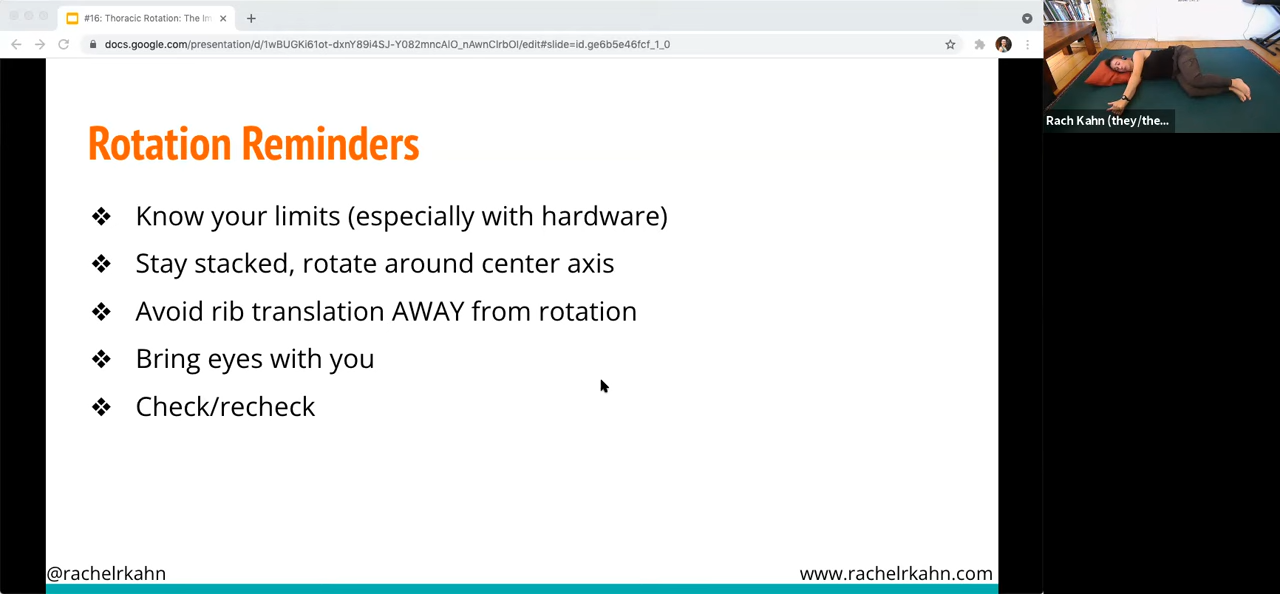 #16: Thoracic Rotation: The Im
docs.google.com/presentation/d/1wBUGKi61ot-dxnY89i4SJ-Y082mncAlO_nAwnClrbOI/edit#slide=id.ge6b5e46fcf_1_0
Rach Kahn (they/the...
Rotation Reminders
❖ Know your limits (especially with hardware)
❖ Stay stacked, rotate around center axis
❖ Avoid rib translation AWAY from rotation
❖ Bring eyes with you
❖ Check/recheck
@rachelrkahn
www.rachelrkahn.com